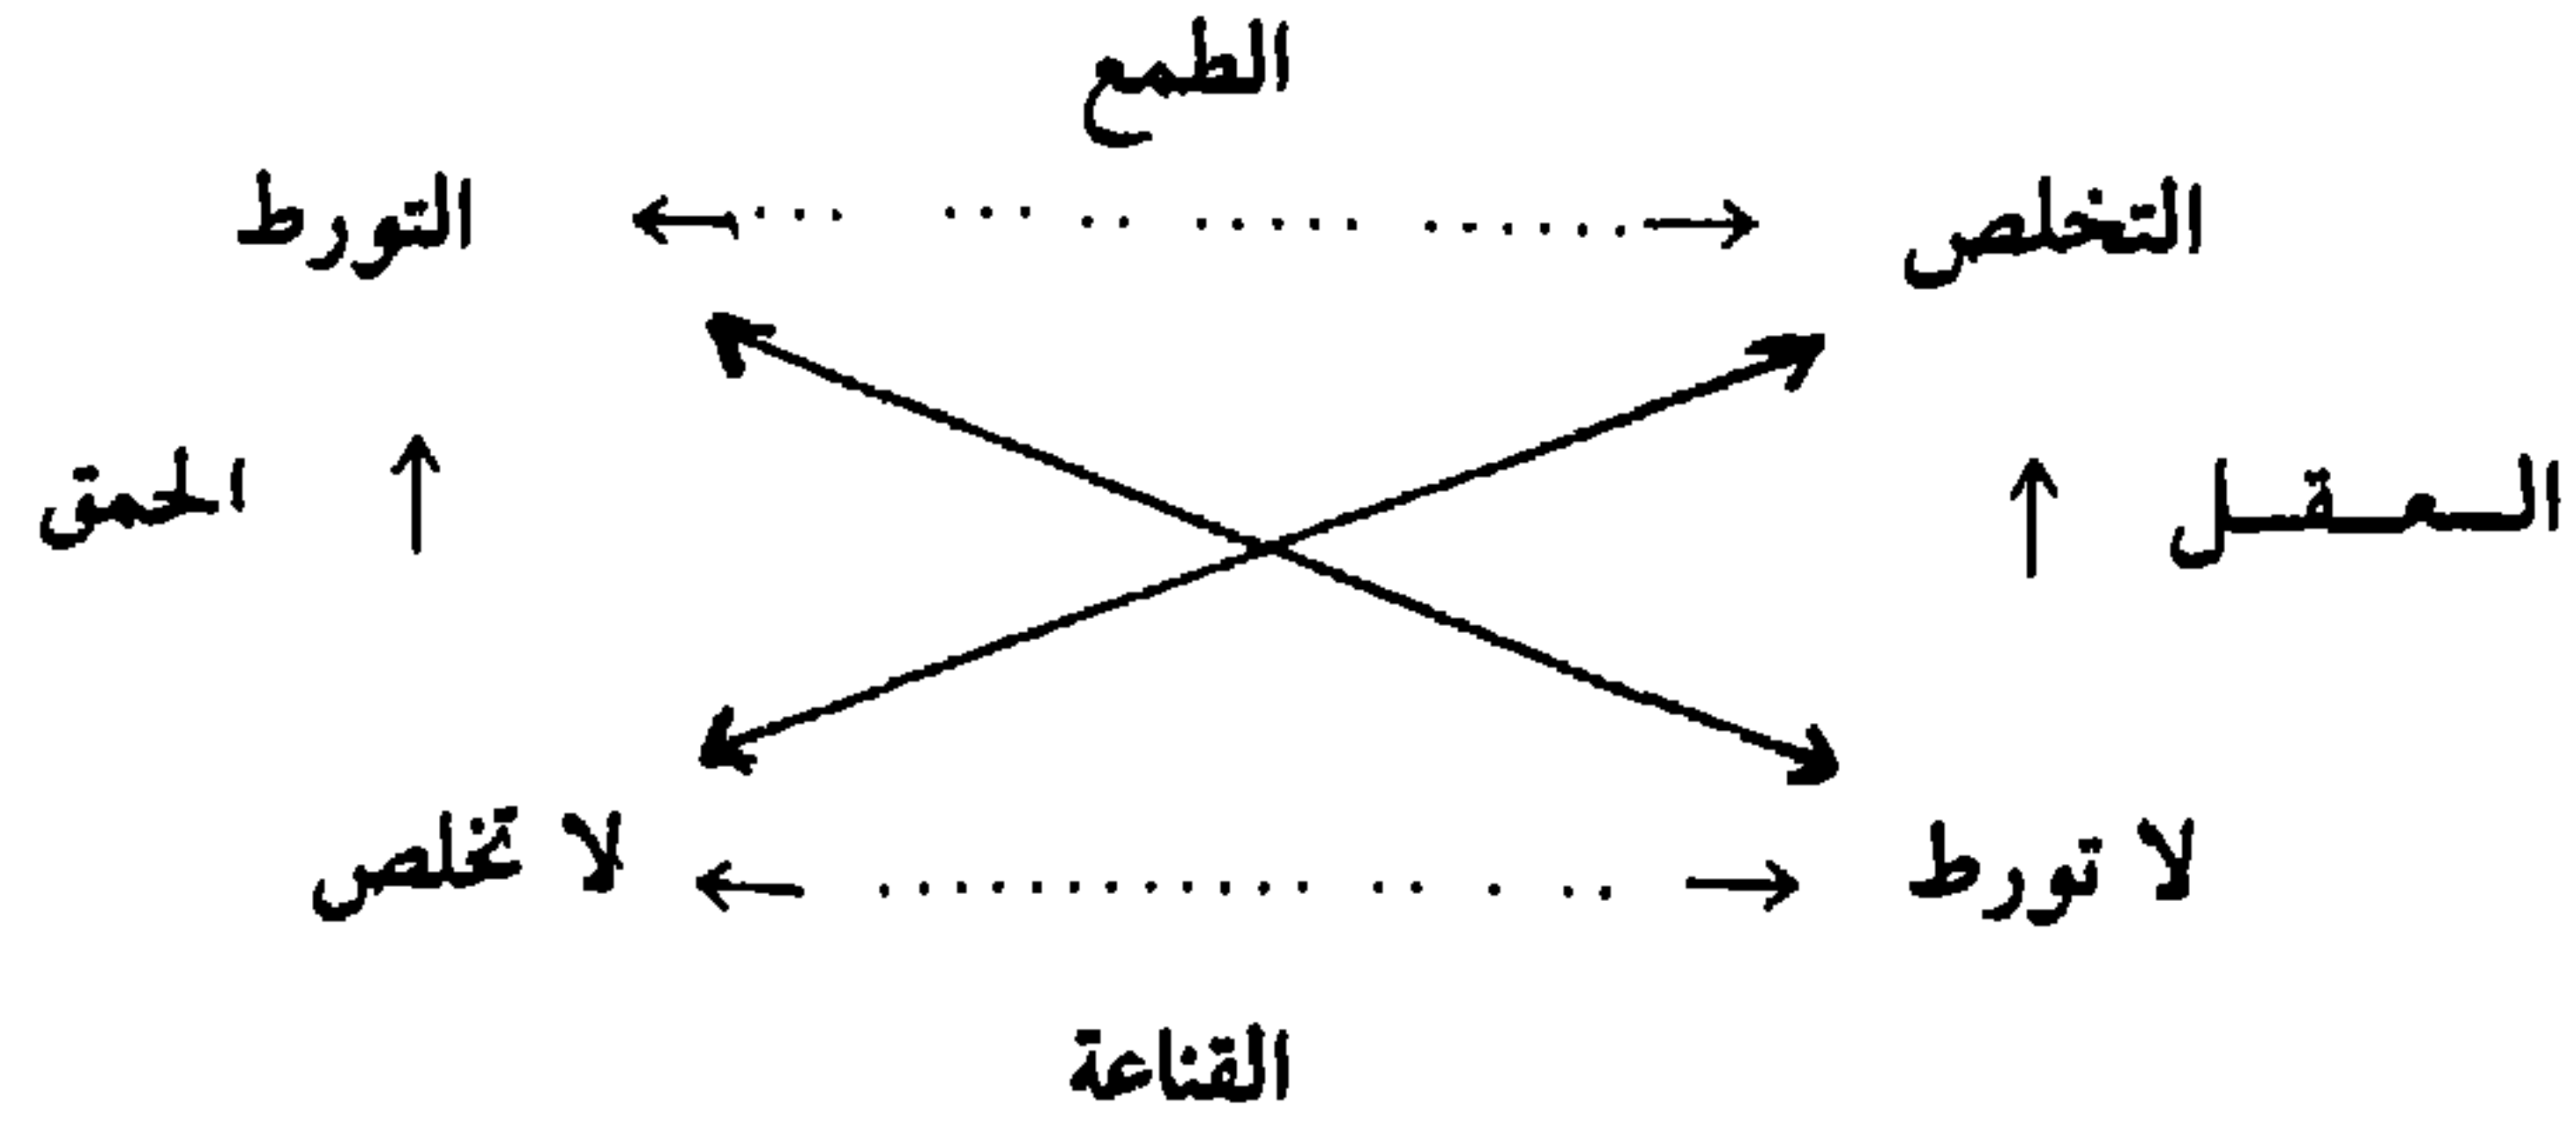 الطمع
التخلص التورط
العقل الحمق
لا تورط لا تخلص
القناعة